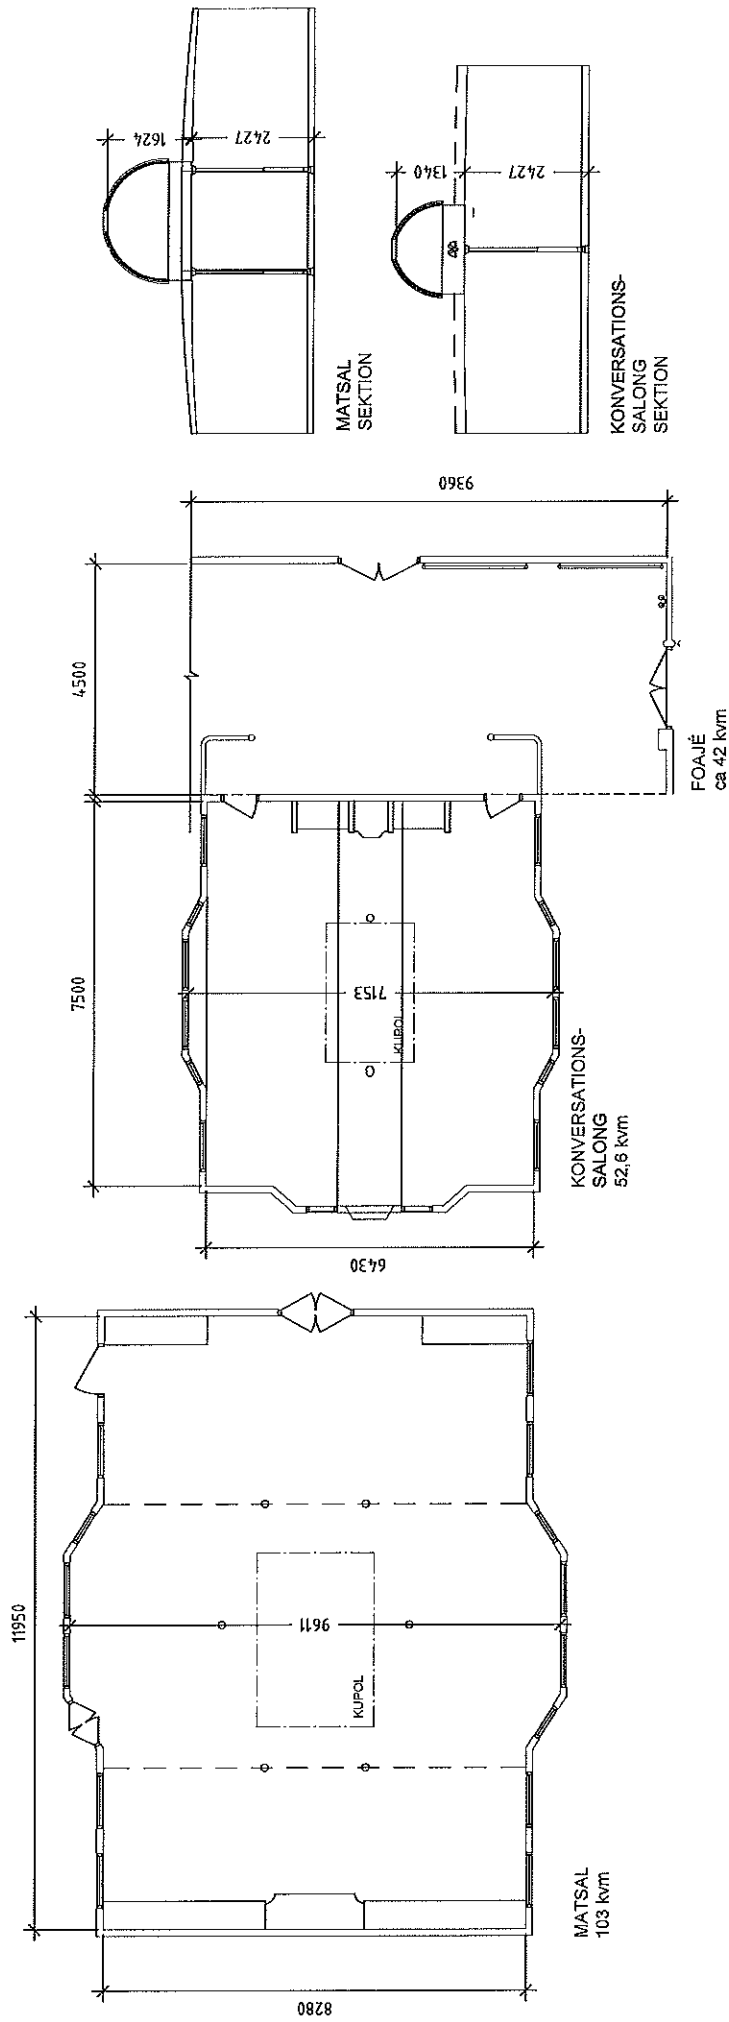 1624
2427
MATSAL
SEKTION
1340
2427
KONVERSATIONS-
SALONG
SEKTION
9360
4500
FOAJÉ
ca 42 kvm
7500
7153
KUPOL
6430
KONVERSATIONS-
SALONG
52,6 kvm
11950
9611
KUPOL
8280
MATSAL
103 kvm